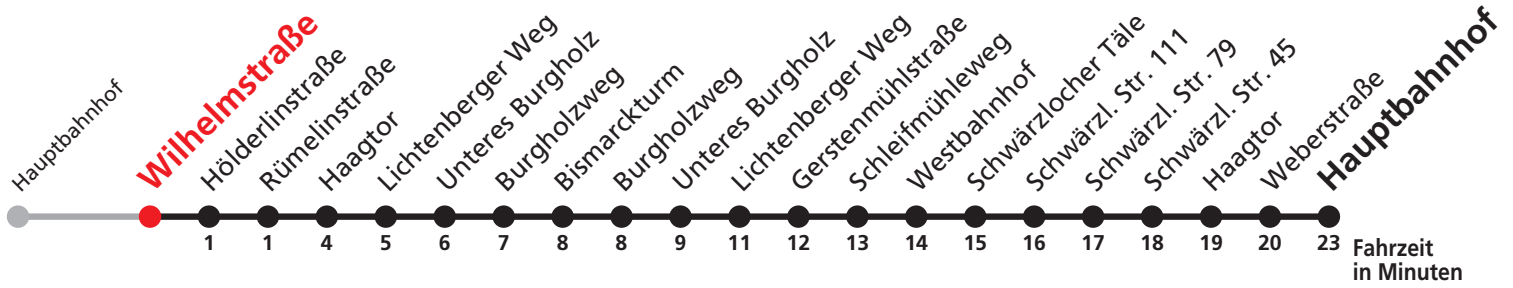 Hauptbahnhof
Wilhelmstraße
Hölderlinstraße
Rümelinstraße
Haagtor
Lichtenberger Weg
Unteres Burgholz
Burgholzweg
Bismarckturm
Burgholzweg
Unteres Burgholz
Lichtenberger Weg
Gerstenmühlstraße
Schleifmühleweg
Westbahnhof
Schwärzlocher Täle
Schwärzl. Str. 111
Schwärzl. Str. 79
Schwärzl. Str. 45
Haagtor
Weberstraße
Hauptbahnhof
1 1 4 5 6 7 8 8 9 11 12 13 14 15 16 17 18 19 20 23
Fahrzeit
in Minuten